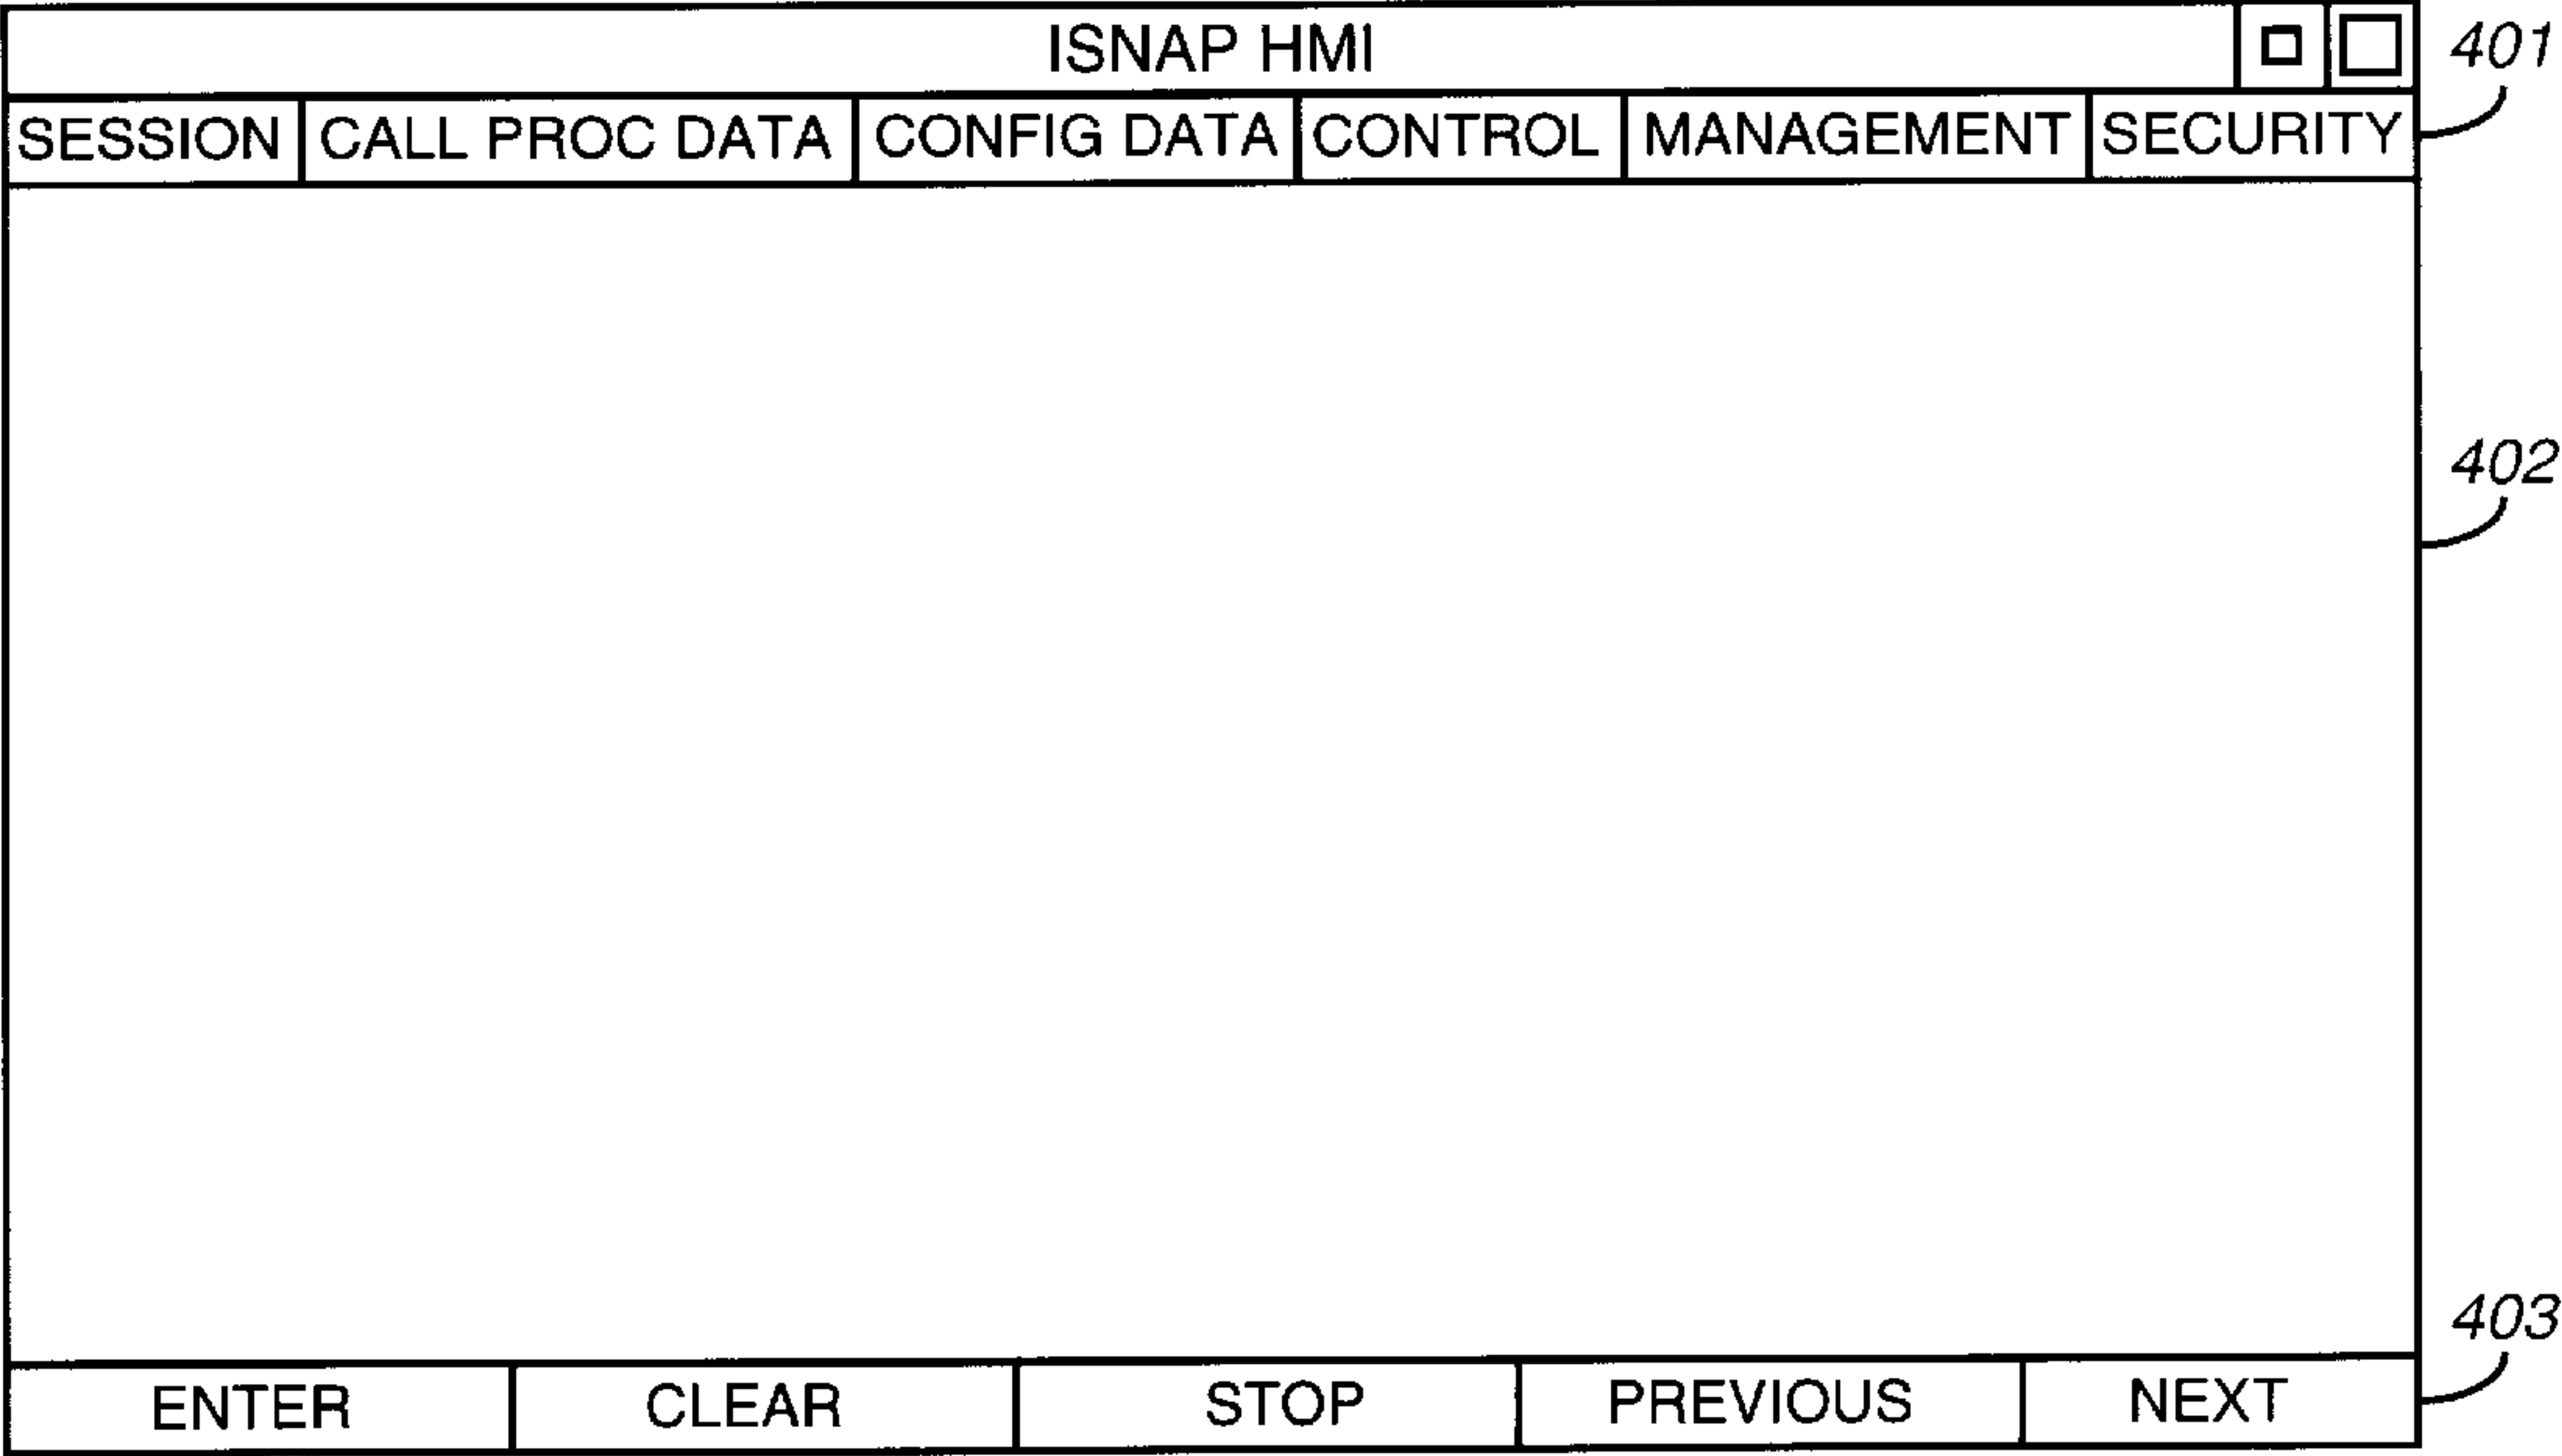 ISNAP HMI
401
SESSION CALL PROC DATA CONFIG DATA CONTROL MANAGEMENT SECURITY
402
403
ENTER CLEAR STOP PREVIOUS NEXT